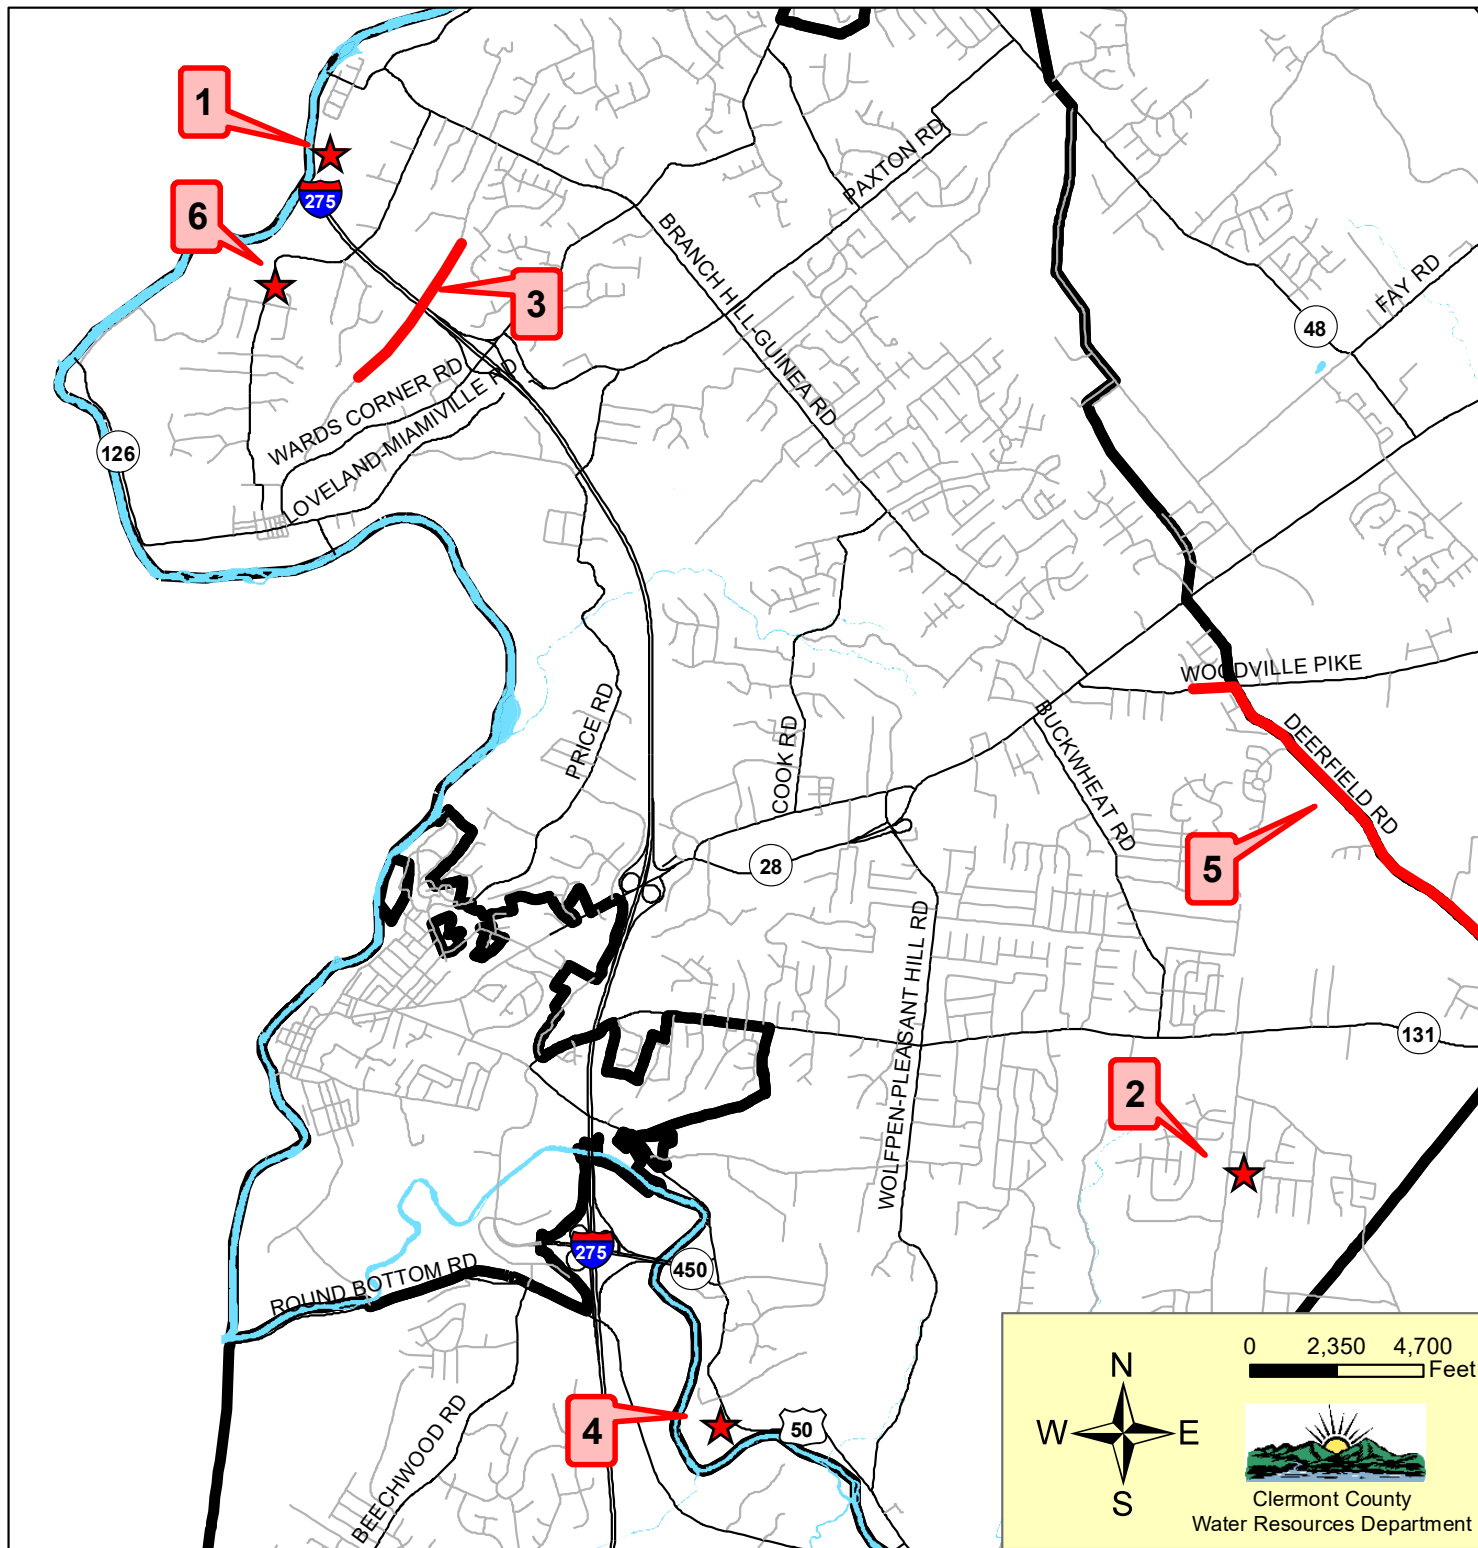 1
275
6
3
PAXTON RD
BRANCH HILL-GUINEA RD
FAY RD
48
WARDS CORNER RD
LOVELAND-MIAMIVILLE RD
126
WOODVILLE PIKE
PRICE RD
COOK RD
BUCKWHEAT RD
DEERFIELD RD
28
5
WOLFPEN-PLEASANT HILL RD
131
2
275
450
ROUND BOTTOM RD
BEECHWOOD RD
4
50
0 2,350 4,700
Feet
N
W E
S
Clermont County
Water Resources Department